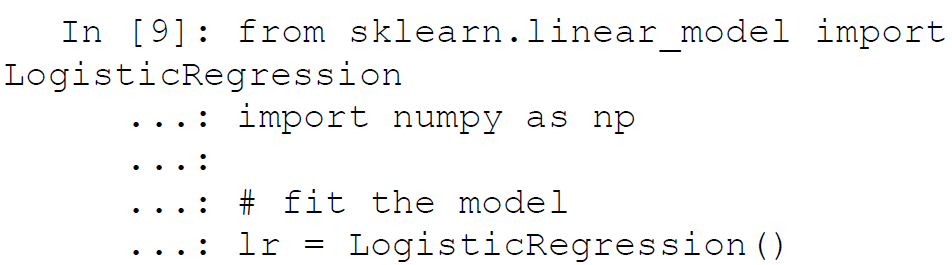 In [9]: from sklearn.linear_model import
LogisticRegression
...: import numpy as np
...:
...: # fit the model
...: lr = LogisticRegression()